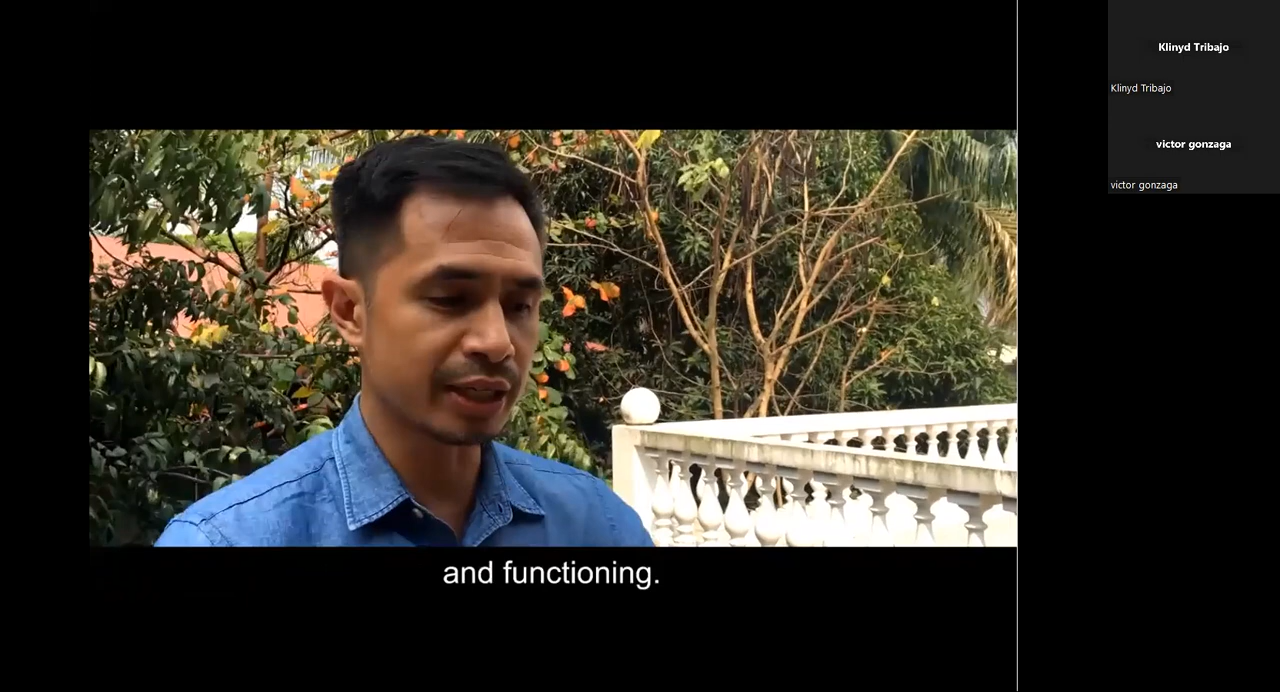 Klinyd Tribajo
Klinyd Tribajo
victor gonzaga
victor gonzaga
and functioning.